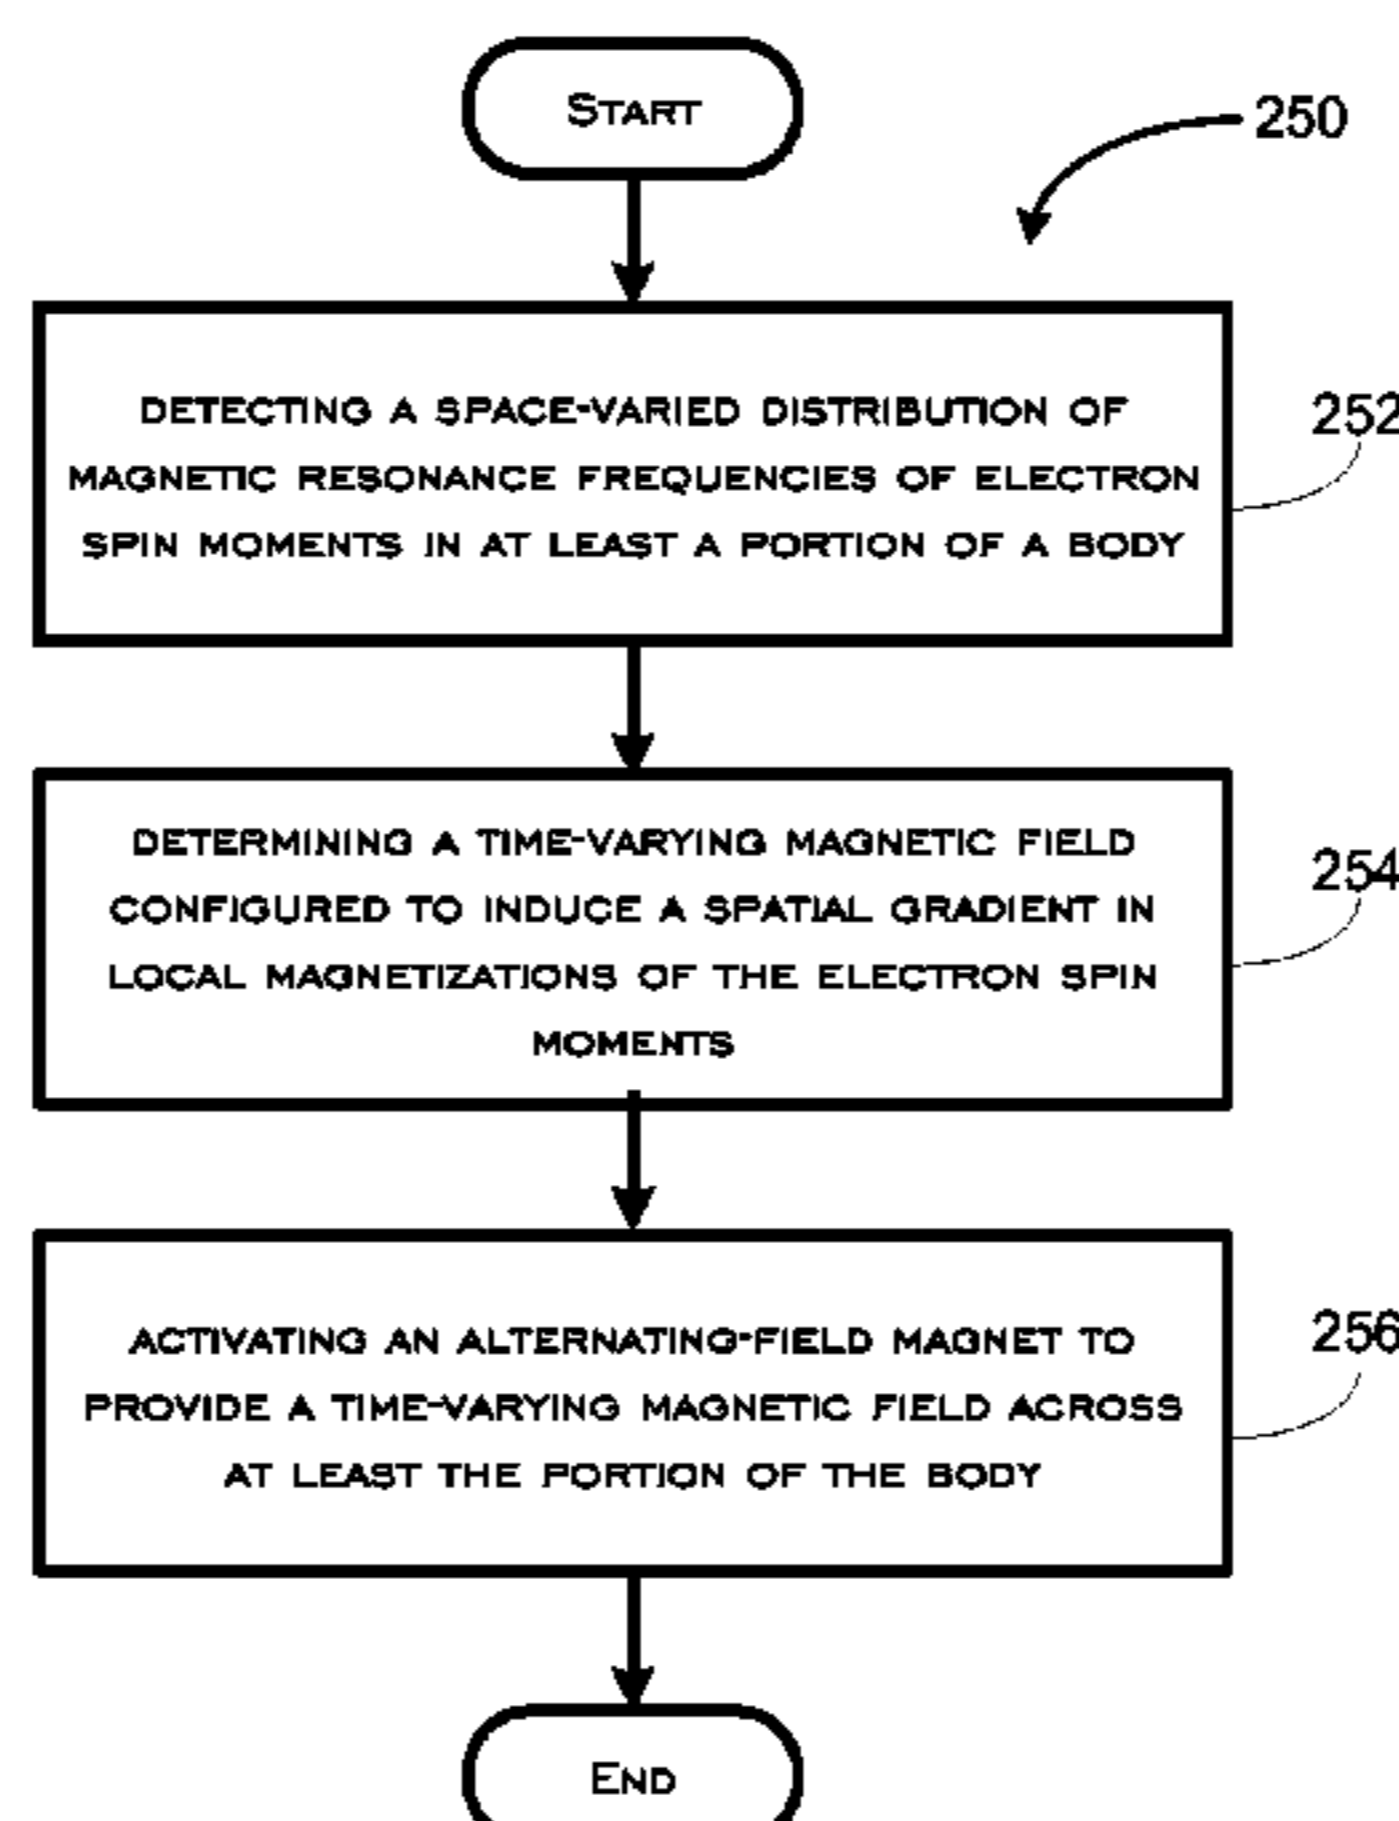 START
250
DETECTING A SPACE-VARIED DISTRIBUTION OF
MAGNETIC RESONANCE FREQUENCIES OF ELECTRON
SPIN MOMENTS IN AT LEAST A PORTION OF A BODY
252
DETERMINING A TIME-VARYING MAGNETIC FIELD
CONFIGURED TO INDUCE A SPATIAL GRADIENT IN
LOCAL MAGNETIZATIONS OF THE ELECTRON SPIN
MOMENTS
254
ACTIVATING AN ALTERNATING-FIELD MAGNET TO
PROVIDE A TIME-VARYING MAGNETIC FIELD ACROSS
AT LEAST THE PORTION OF THE BODY
256
END